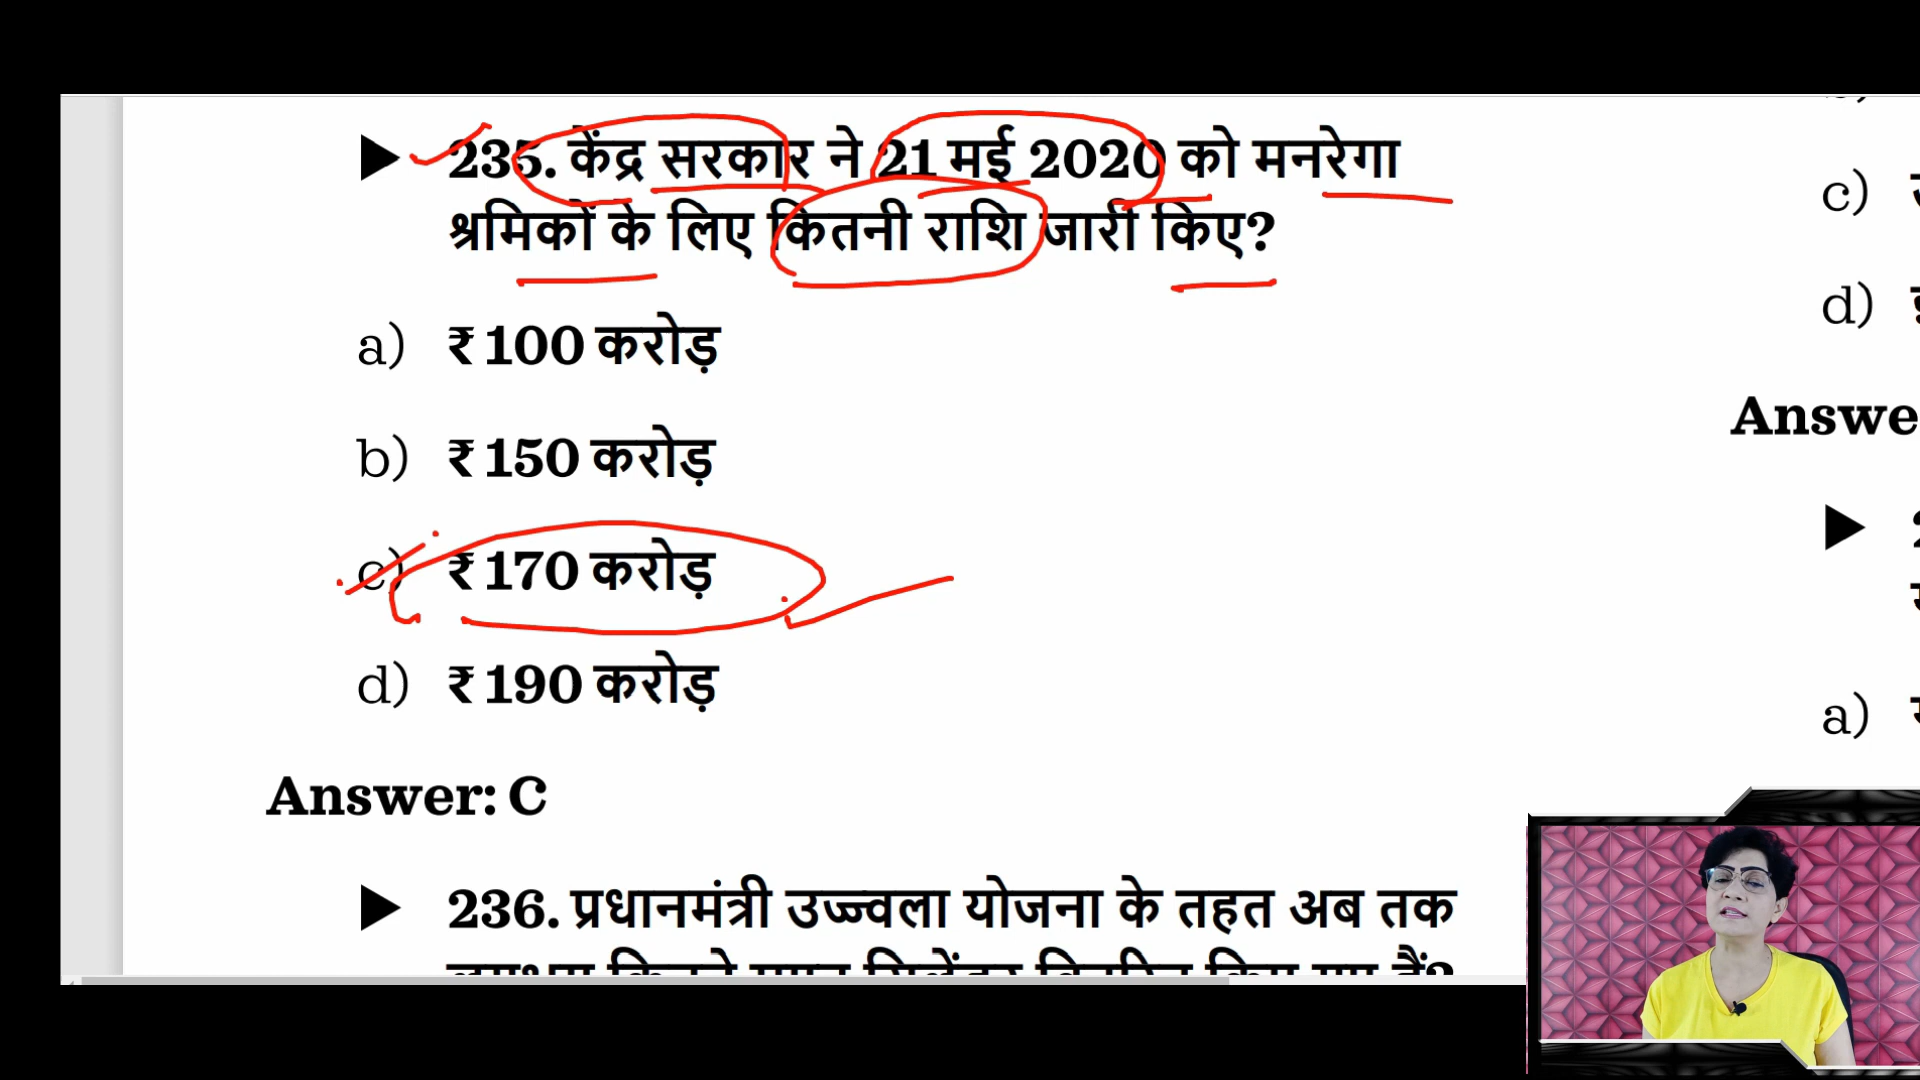 235. केंद्र सरकार ने 21 मई 2020 को मनरेगा
श्रमिकों के लिए कितनी राशि जारी किए?
a) ₹ 100 करोड़
b) ₹ 150 करोड़
c) ₹ 170 करोड़
d) ₹ 190 करोड़
Answer: C
236. प्रधानमंत्री उज्ज्वला योजना के तहत अब तक
c)
d)
Answe
a)